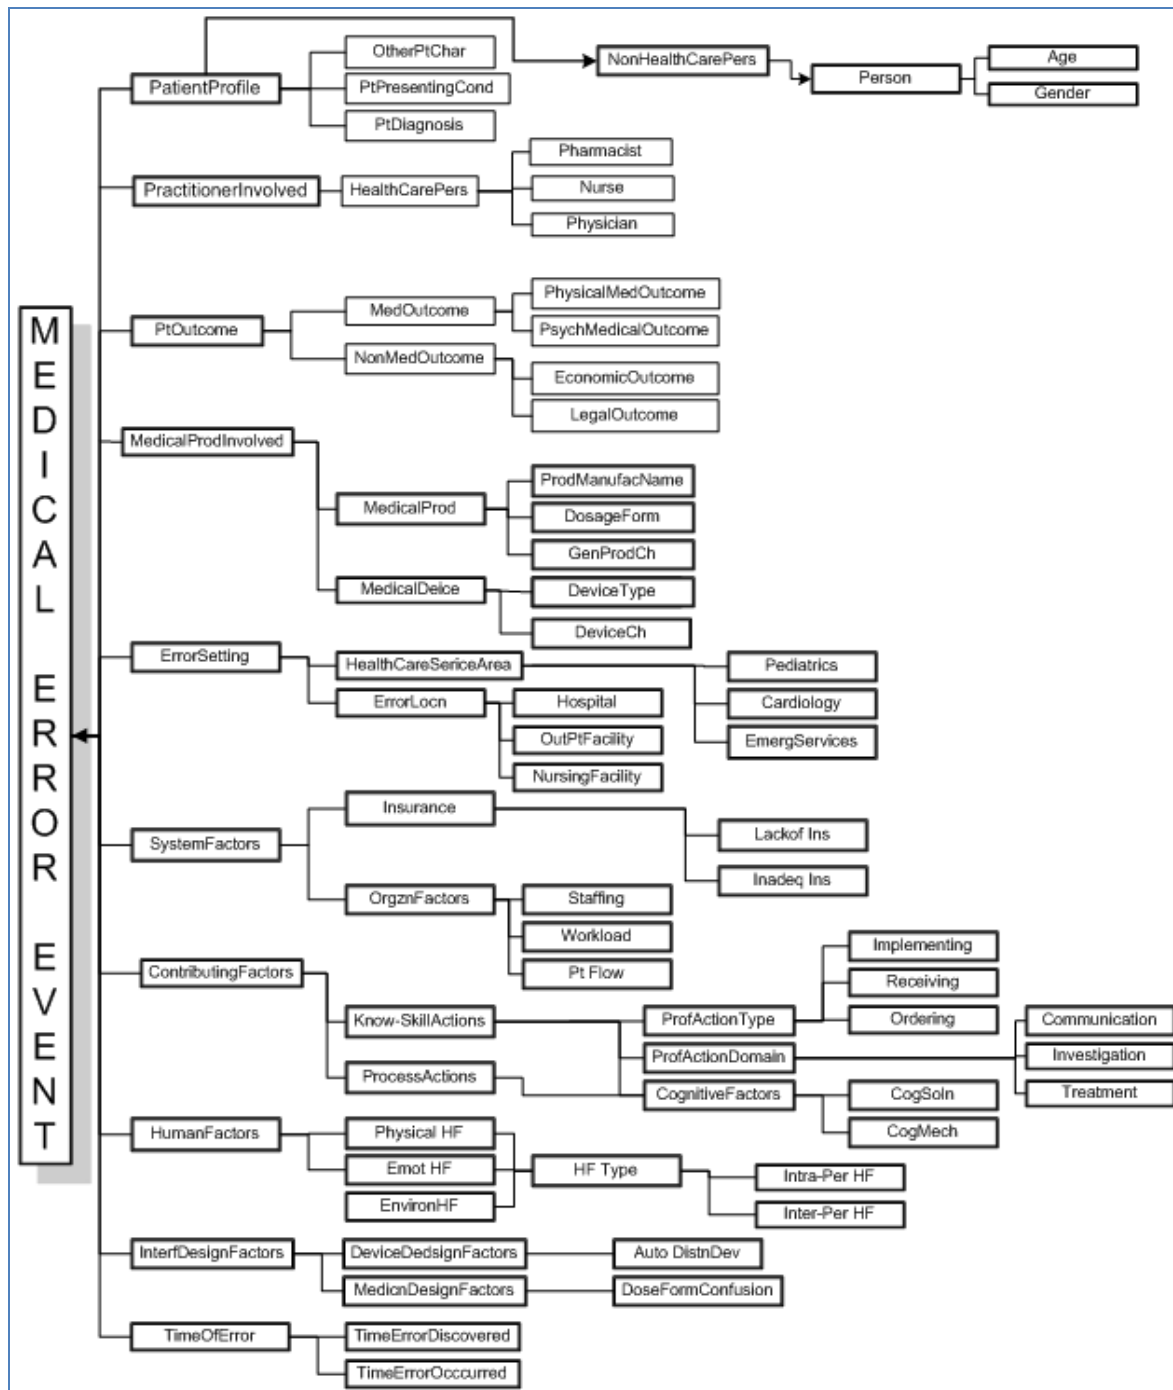 OtherPtChar
NonHealthCarePers
Age
PatientProfile
PtPresentingCond
Person
Gender
PtDiagnosis
Pharmacist
PractitionerInvolved
HealthCarePers
Nurse
Physician
PhysicalMedOutcome
MedOutcome
PtOutcome
PsychMedicalOutcome
NonMedOutcome
EconomicOutcome
LegalOutcome
MedicalProdInvolved
ProdManufacName
MedicalProd
DosageForm
GenProdCh
MedicalDeice
DeviceType
DeviceCh
ErrorSetting
HealthCareSericeArea
Pediatrics
ErrorLocn
Hospital
Cardiology
OutPtFacility
EmergServices
NursingFacility
Insurance
Lackof Ins
SystemFactors
Inadeq Ins
OrgznFactors
Staffing
Workload
Implementing
ContributingFactors
Pt Flow
Receiving
Know-SkillActions
ProfActionType
Ordering
Communication
ProfActionDomain
Investigation
ProcessActions
CognitiveFactors
CogSoln
Treatment
HumanFactors
Physical HF
CogMech
Emot HF
HF Type
Intra-Per HF
EnvironHF
Inter-Per HF
InterfDesignFactors
DeviceDedsignFactors
Auto DistnDev
MedicnDesignFactors
DoseFormConfusion
TimeOfError
TimeErrorDiscovered
TimeErrorOcccurred
MEDICAL ERROR EVENT